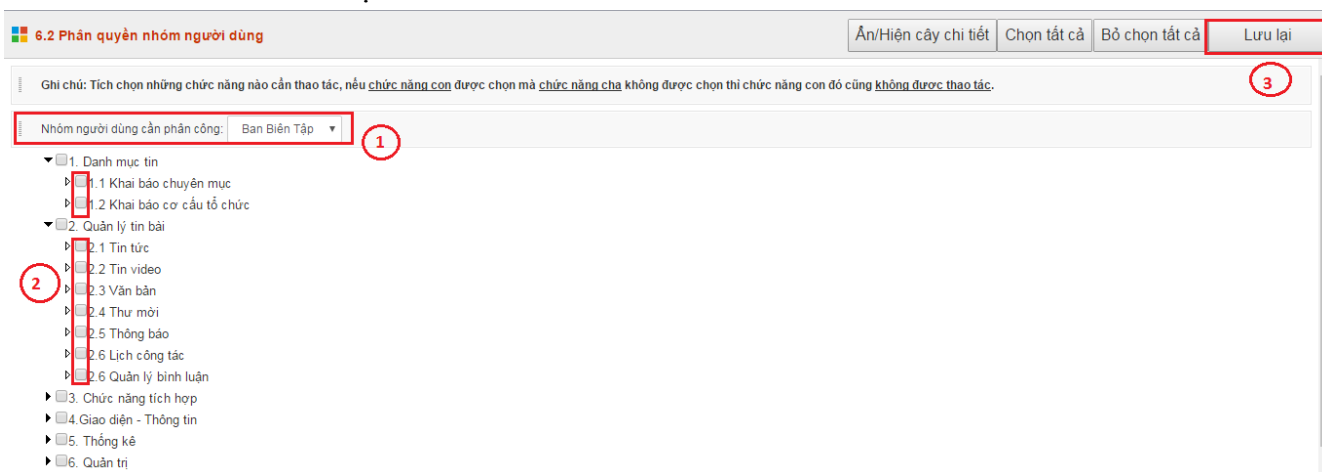 6.2 Phân quyền nhóm người dùng
Ẩn/Hiện cây chi tiết
Chọn tất cả
Bỏ chọn tất cả
Lưu lại
3
Ghi chú: Tích chọn những chức năng nào cần thao tác, nếu chức năng con được chọn mà chức năng cha không được chọn thì chức năng con đó cũng không được thao tác.
Nhóm người dùng cần phân công: Ban Biên Tập
1
1. Danh mục tin
1.1 Khai báo chuyên mục
1.2 Khai báo cơ cấu tổ chức
2. Quản lý tin bài
2.1 Tin tức
2.2 Tin video
2
2.3 Văn bản
2.4 Thư mời
2.5 Thông báo
2.6 Lịch công tác
2.6 Quản lý bình luận
3. Chức năng tích hợp
4.Giao diện - Thông tin
5. Thống kê
6. Quản trị